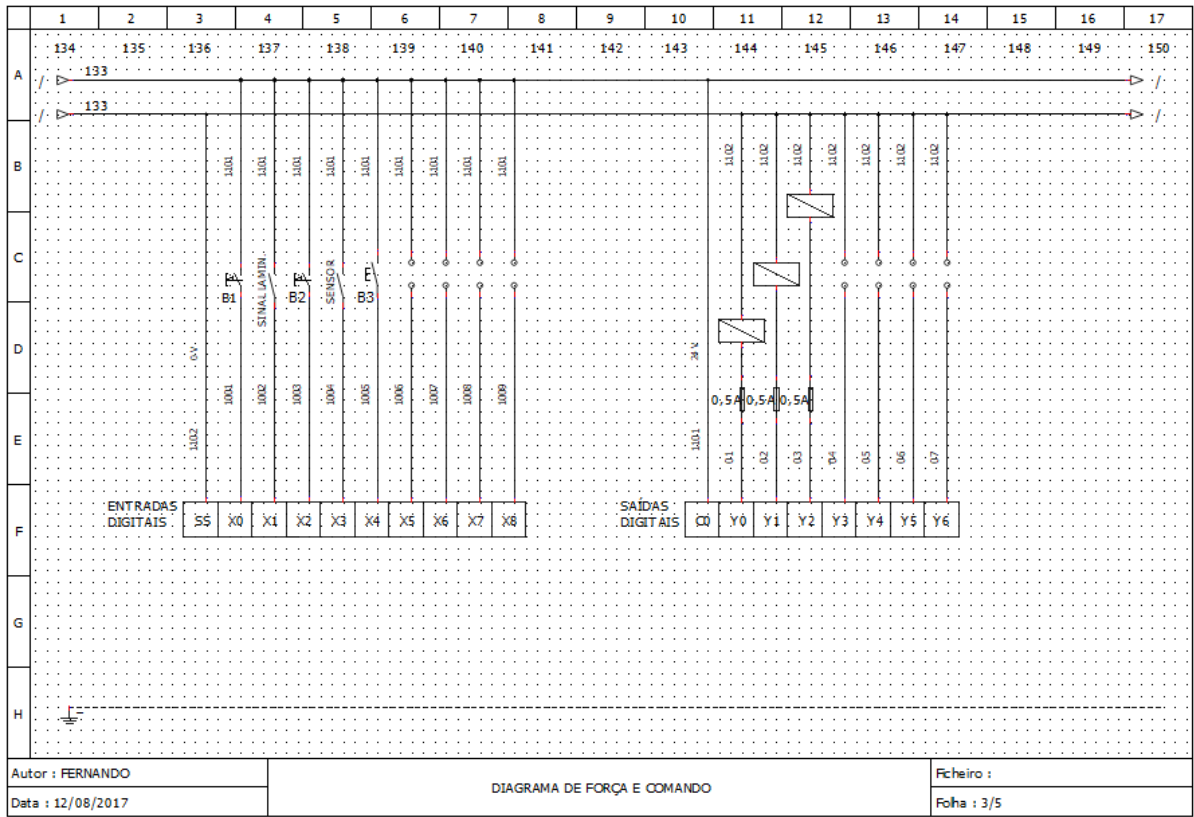 1 2 3 4 5 6 7 8 9 10 11 12 13 14 15 16 17
134 135 136 137 138 139 140 141 142 143 144 145 146 147 148 149 150
A
/ 133 /
/ 133 /
B
1101 1101 1101 1101 1101 1101 1101 1101 1101
1102 1102 1102 1102 1102 1102 1102
C
SINAL LAMIN.
SENSOR
B1 B2 B3
D
0 V
24 V
1001 1002 1003 1004 1005 1006 1007 1008 1009
0,5A 0,5A 0,5A
E
1102
1101
01 02 03 04 05 06 07
ENTRADAS
DIGITAIS
S5 X0 X1 X2 X3 X4 X5 X6 X7 X8
SAÍDAS
DIGITAIS
C0 Y0 Y1 Y2 Y3 Y4 Y5 Y6
F
G
H
Autor : FERNANDO
Data : 12/08/2017
DIAGRAMA DE FORÇA E COMANDO
Ficheiro :
Folha : 3/5